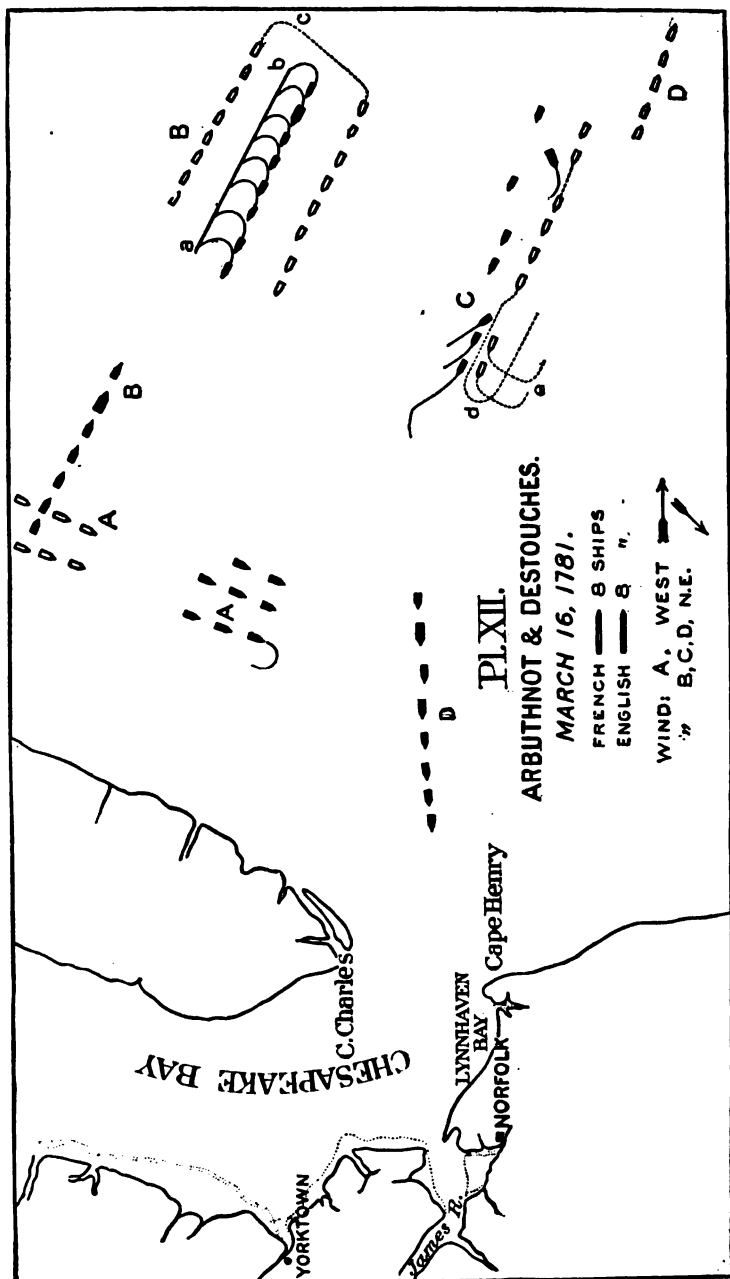 Pl. XII.
ARBUTHNOT & DESTOUCHES.
MARCH 16, 1781.
FRENCH 8 SHIPS
ENGLISH 8 "
WIND: A, WEST
" B, C, D, N.E.
CHESAPEAKE BAY
C. Charles
Cape Henry
LYNNHAVEN
BAY
NORFOLK
YORKTOWN
James R.
A
A
B
B
a
b
c
C
d
e
D
D